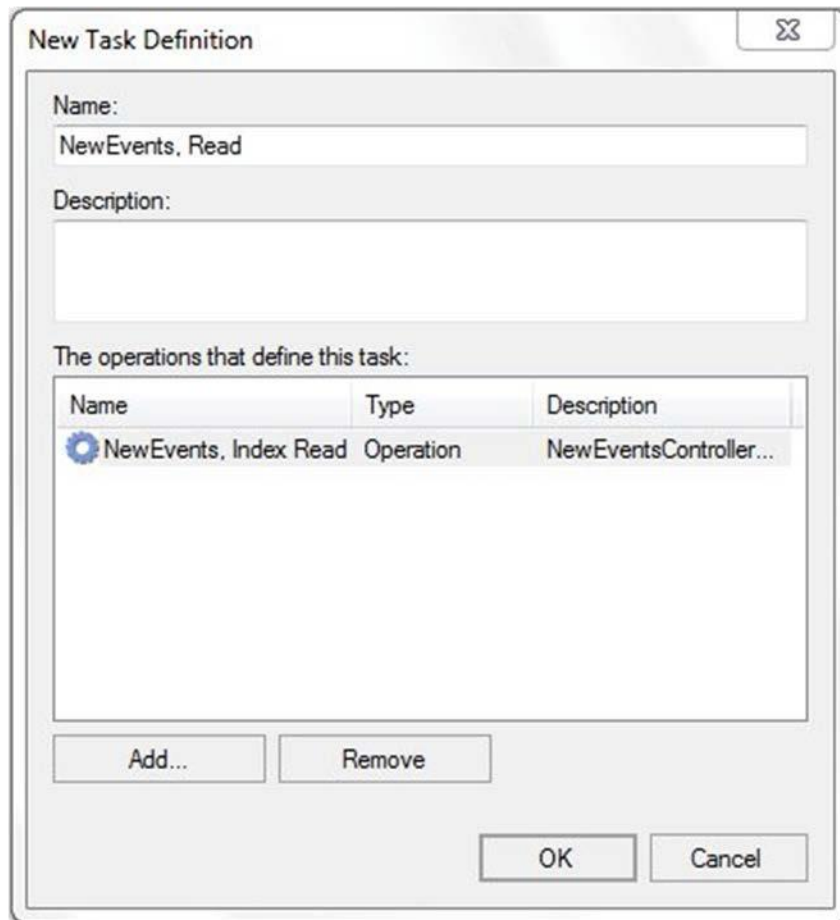 New Task Definition
Name:
NewEvents, Read
Description:
The operations that define this task:
Name Type Description
NewEvents, Index Read Operation NewEventsController...
Add... Remove
OK Cancel